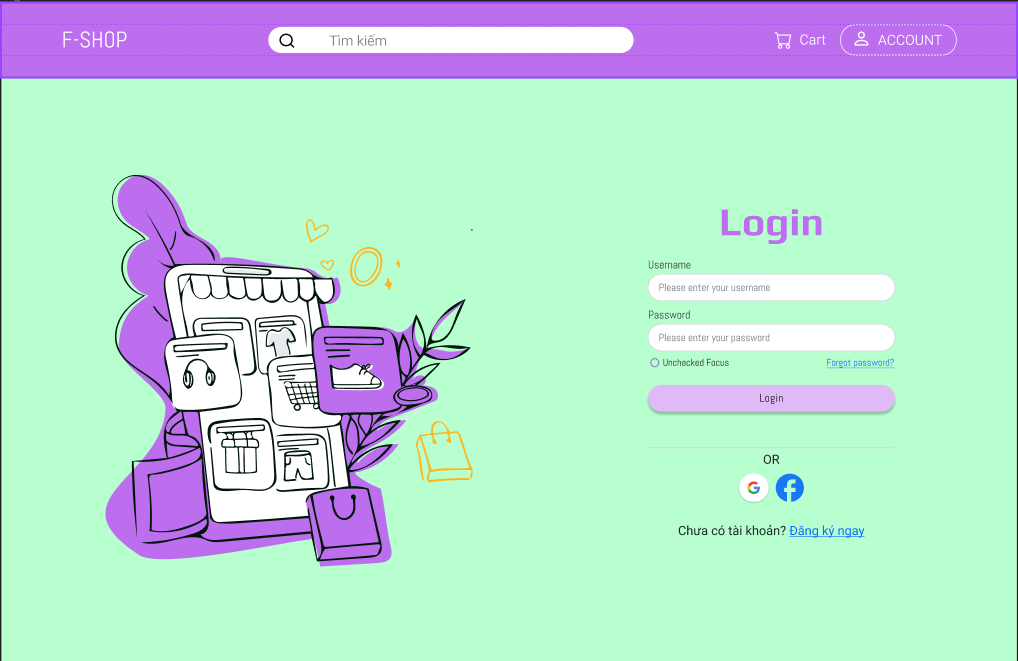 F-SHOP
Tìm kiếm
Cart
ACCOUNT
Login
Username
Please enter your username
Password
Please enter your password
Unchecked Focus
Forgot password?
Login
OR
Chưa có tài khoản? Đăng ký ngay